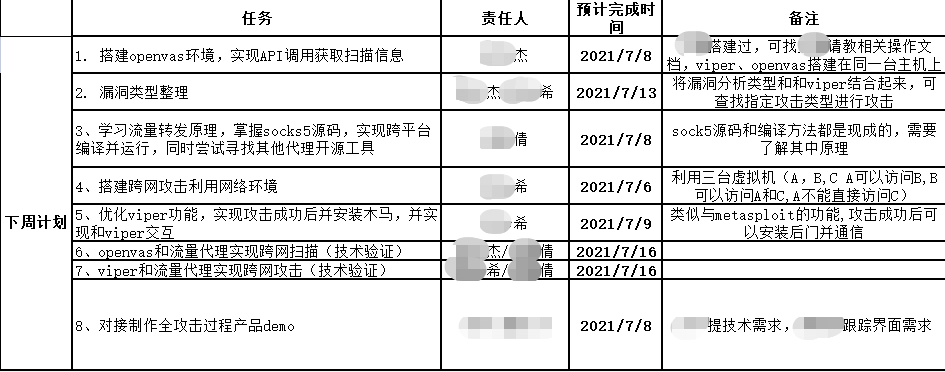 任务
责任人
预计完成时
间
备注
下周计划
1. 搭建openvas环境，实现API调用获取扫描信息
杰
2021/7/8
搭建过，可找
请教相关操作文
档，viper、openvas搭建在同一台主机上
2. 漏洞类型整理
杰
希
2021/7/13
将漏洞分析类型和和viper结合起来，可
查找指定攻击类型进行攻击
3、学习流量转发原理，掌握socks5源码，实现跨平台
编译并运行，同时尝试寻找其他代理开源工具
倩
2021/7/8
sock5源码和编译方法都是现成的，需要
了解其中原理
4、搭建跨网攻击利用网络环境
希
2021/7/6
利用三台虚拟机（A，B,C A可以访问B,B
可以访问A和C,A不能直接访问C）
5、优化viper功能，实现攻击成功后并安装木马，并实
现和viper交互
希
2021/7/9
类似与metasploit的功能,攻击成功后可
以安装后门并通信
6、openvas和流量代理实现跨网扫描（技术验证）
杰/
倩
2021/7/16
7、viper和流量代理实现跨网攻击（技术验证）
希/
倩
2021/7/16
8、对接制作全攻击过程产品demo
2021/7/8
提技术需求，
跟踪界面需求